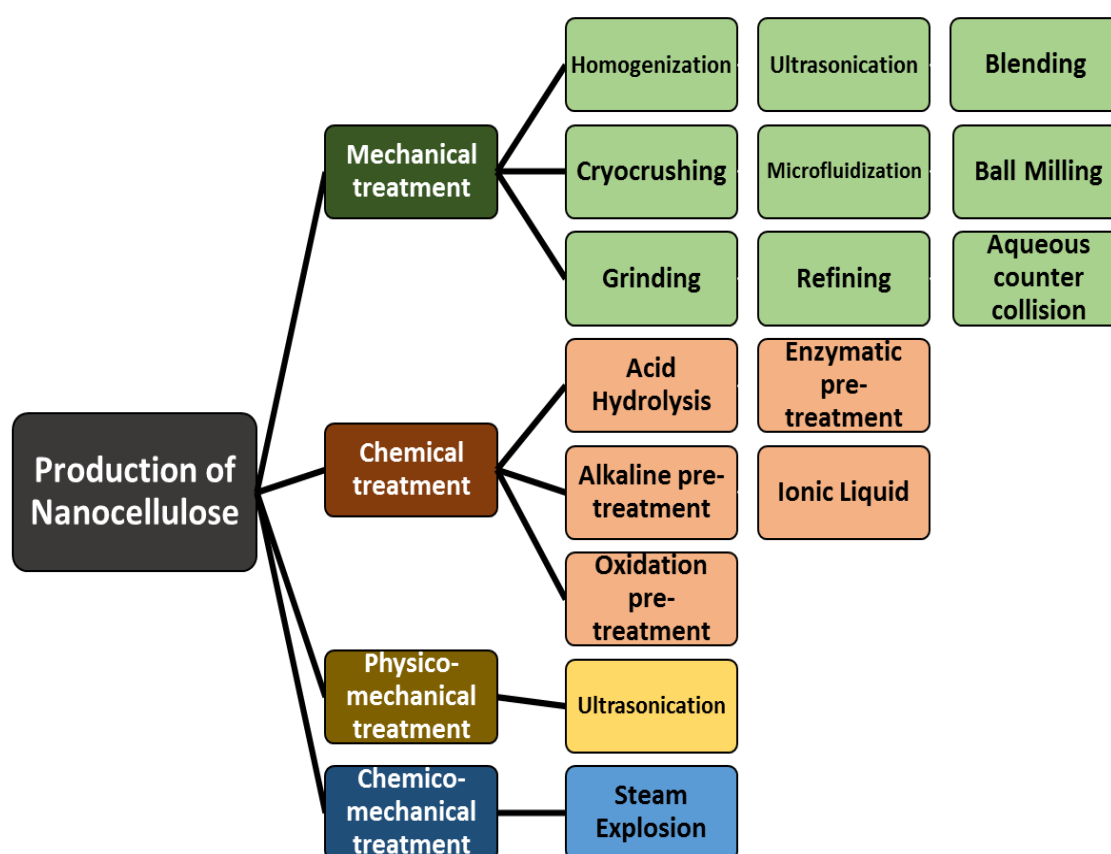 Homogenization
Ultrasonication
Blending
Mechanical
treatment
Cryocrushing
Microfluidization
Ball Milling
Grinding
Refining
Aqueous
counter
collision
Production of
Nanocellulose
Chemical
treatment
Acid
Hydrolysis
Enzymatic
pre-
treatment
Alkaline pre-
treatment
Ionic Liquid
Oxidation
pre-
treatment
Physico-
mechanical
treatment
Ultrasonication
Chemico-
mechanical
treatment
Steam
Explosion